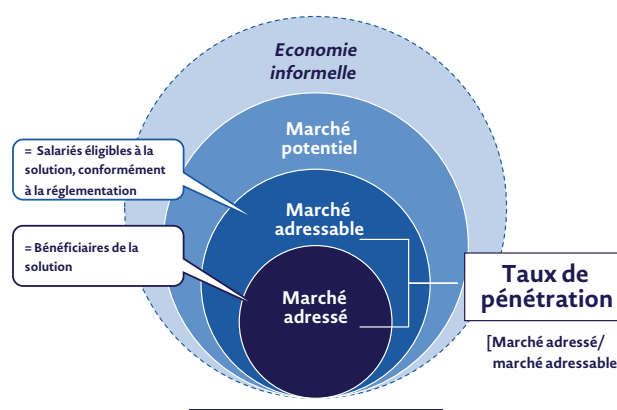 Economie
informelle
Marché
potentiel
= Salariés éligibles à la
solution, conformément
à la réglementation
Marché
adressable
= Bénéficiaires de la
solution
Marché
adressé
Taux de
pénétration
[Marché adressé/
marché adressable